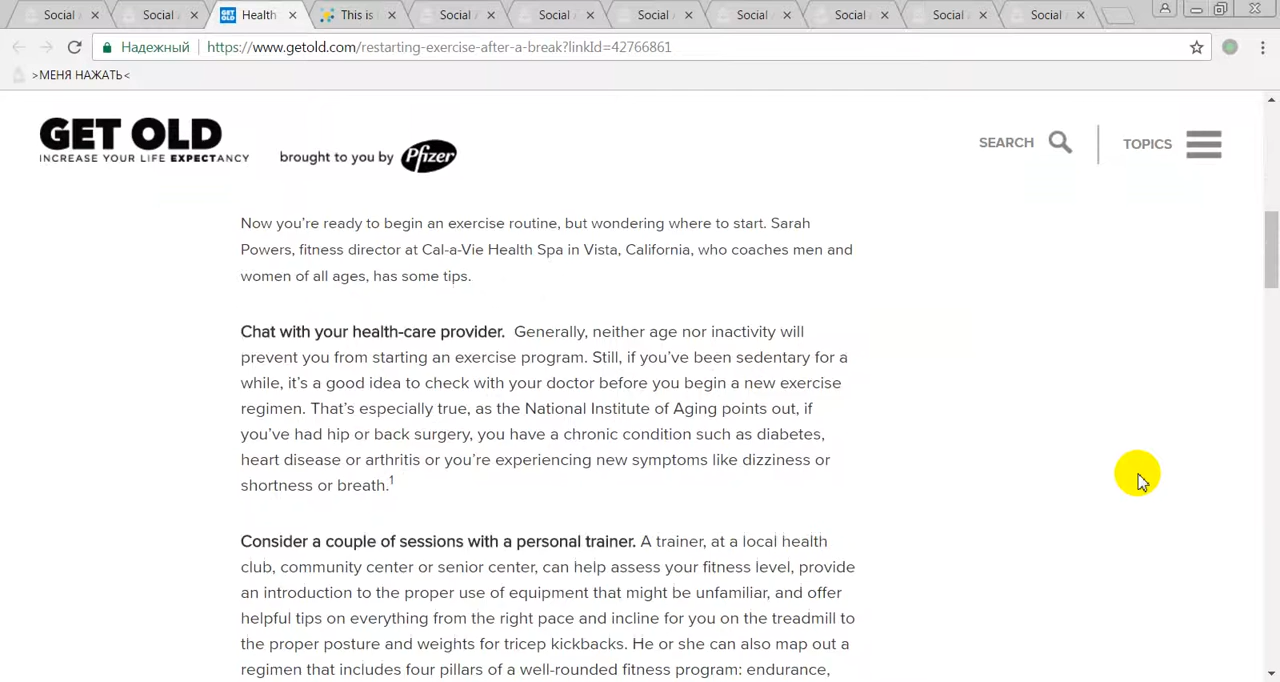 Social
Social
Health
This is
Social
Social
Social
Social
Social
Social
Social
Надежный https://www.getold.com/restarting-exercise-after-a-break?linkId=42766861
>МЕНЯ НАЖАТЬ<
GET OLD
INCREASE YOUR LIFE EXPECTANCY
brought to you by Pfizer
SEARCH
TOPICS
Now you’re ready to begin an exercise routine, but wondering where to start. Sarah
Powers, fitness director at Cal-a-Vie Health Spa in Vista, California, who coaches men and
women of all ages, has some tips.
Chat with your health-care provider. Generally, neither age nor inactivity will
prevent you from starting an exercise program. Still, if you’ve been sedentary for a
while, it’s a good idea to check with your doctor before you begin a new exercise
regimen. That’s especially true, as the National Institute of Aging points out, if
you’ve had hip or back surgery, you have a chronic condition such as diabetes,
heart disease or arthritis or you’re experiencing new symptoms like dizziness or
shortness or breath.1
Consider a couple of sessions with a personal trainer. A trainer, at a local health
club, community center or senior center, can help assess your fitness level, provide
an introduction to the proper use of equipment that might be unfamiliar, and offer
helpful tips on everything from the right pace and incline for you on the treadmill to
the proper posture and weights for tricep kickbacks. He or she can also map out a
regimen that includes four pillars of a well-rounded fitness program: endurance,